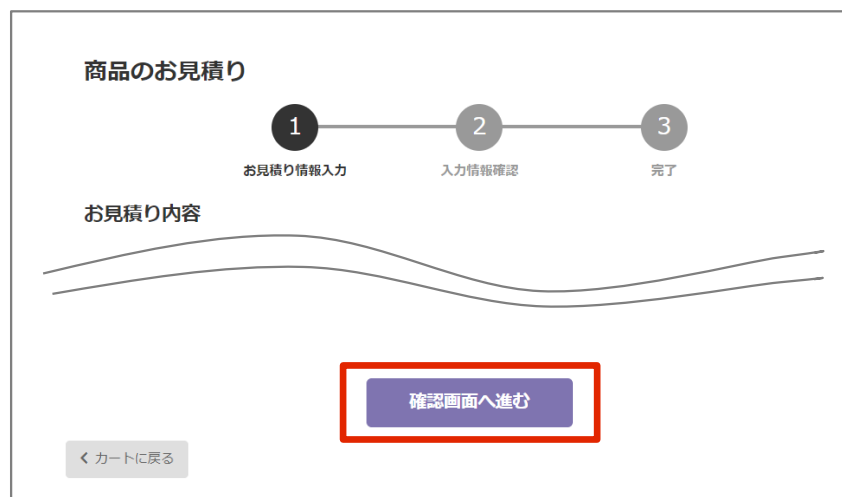 商品のお見積り
1
2
3
お見積り情報入力
入力情報確認
完了
お見積り内容
確認画面へ進む
カートに戻る